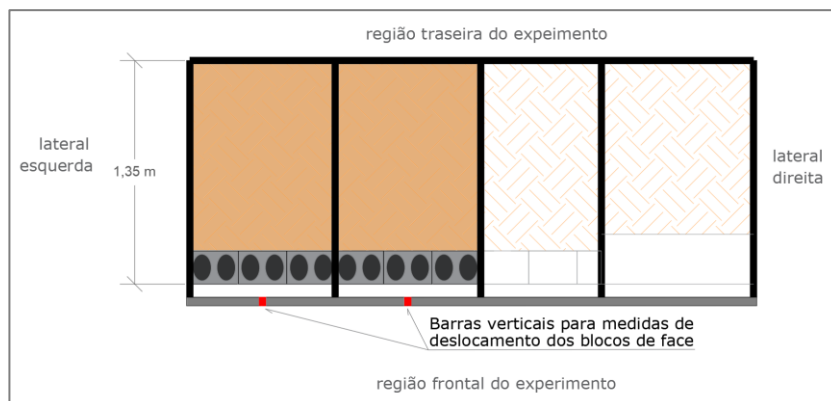 região traseira do expeimento
lateral
esquerda
1,35 m
lateral
direita
Barras verticais para medidas de
deslocamento dos blocos de face
região frontal do experimento